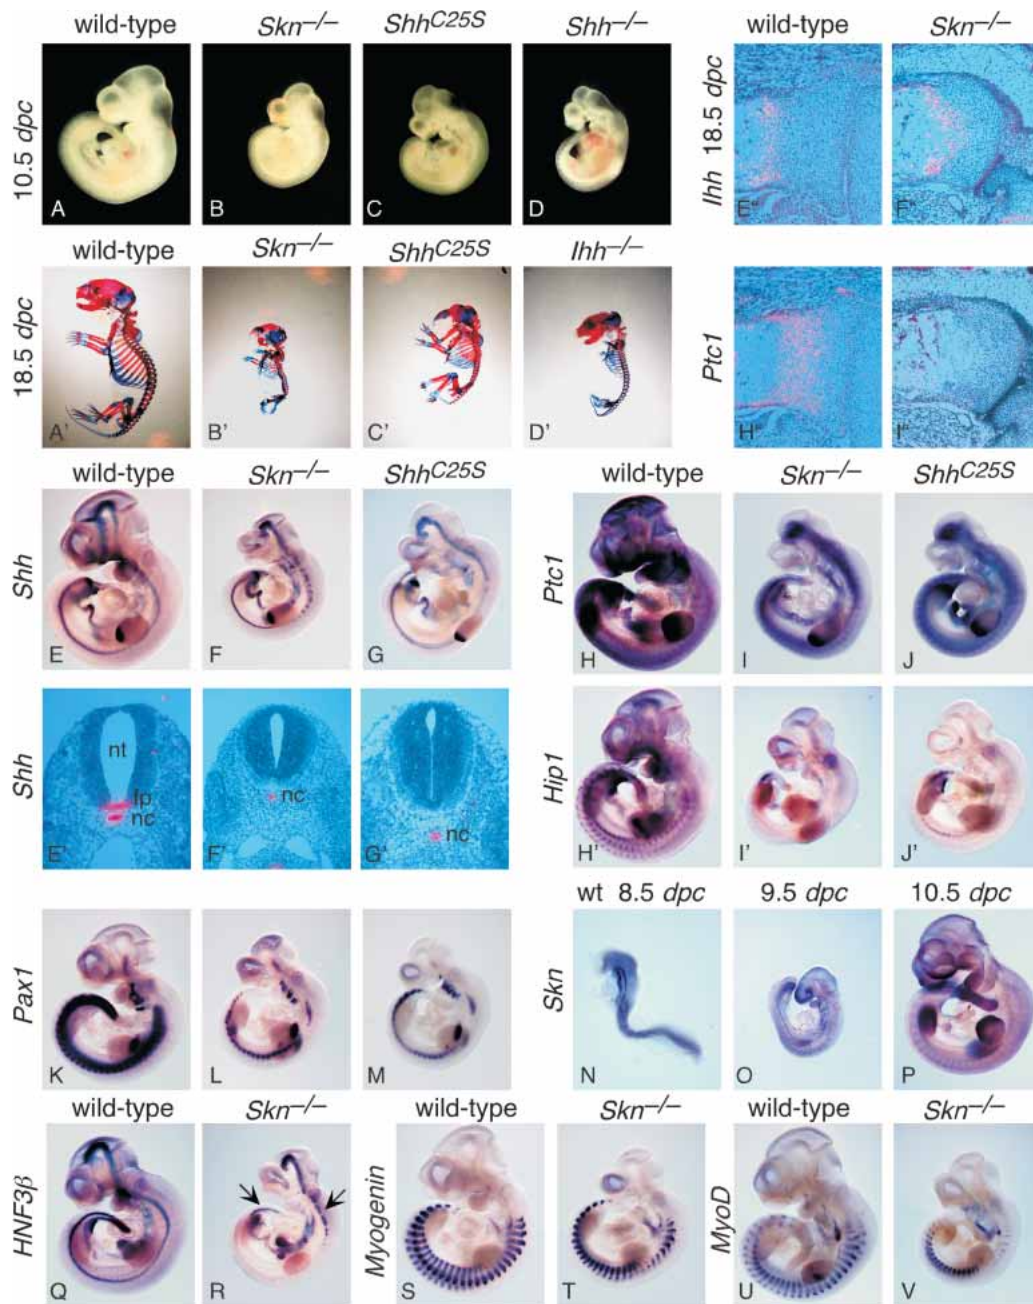 wild-type Skn–/– ShhC25S Shh–/– wild-type Skn–/–
10.5 dpc
A B C D
Ihh 18.5 dpc
E" F"
wild-type Skn–/– ShhC25S Ihh–/–
18.5 dpc
A' B' C' D'
Ptc1
H" I"
wild-type Skn–/– ShhC25S wild-type Skn–/– ShhC25S
Shh
E F G
Ptc1
H I J
Shh
nt
fp
nc
nc
nc
E' F' G'
Hip1
H' I' J'
wt 8.5 dpc 9.5 dpc 10.5 dpc
Pax1
K L M
Skn
N O P
wild-type Skn–/– wild-type Skn–/– wild-type Skn–/–
HNF3β
Q R
Myogenin
S T
MyoD
U V